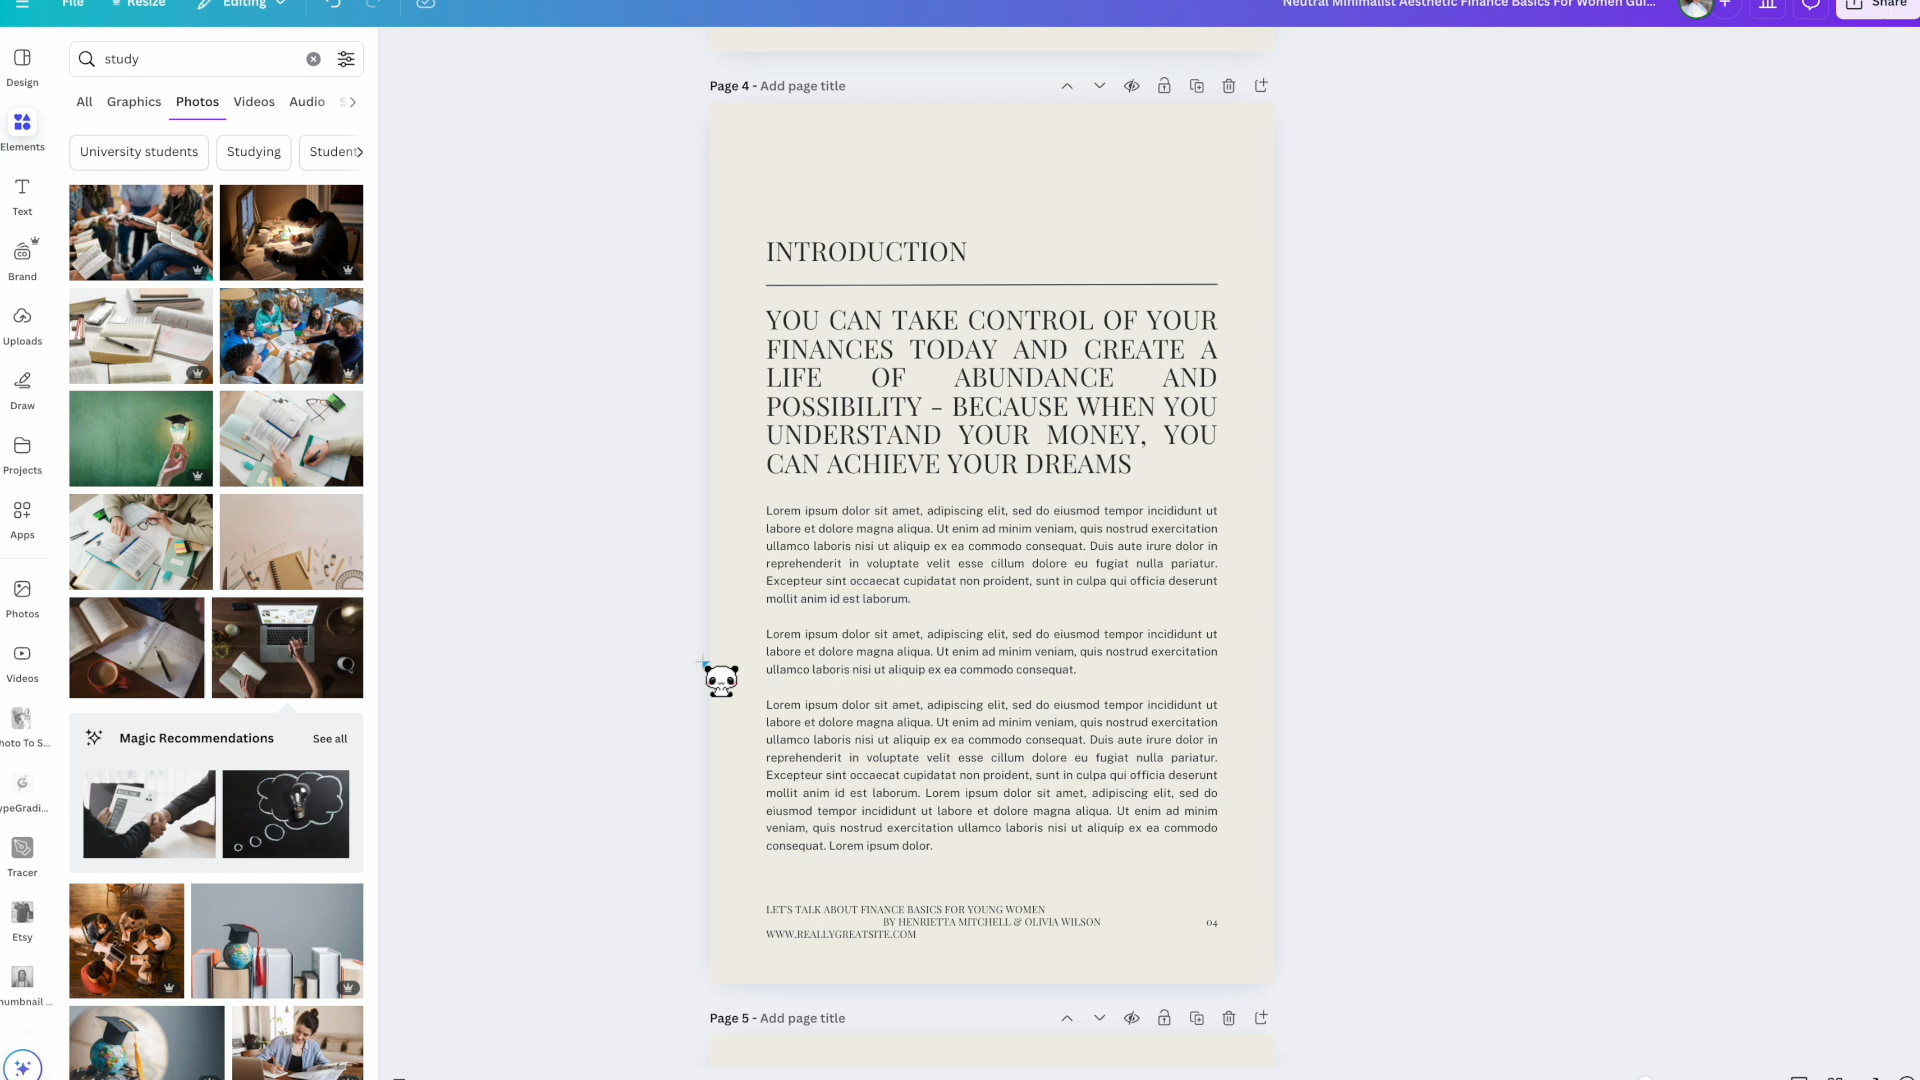 File
Resize
Editing
Neutral Minimalist Aesthetic Finance Basics For Women Gui...
Share
Design
Elements
Text
Brand
Uploads
Draw
Projects
Apps
Photos
Videos
hoto To S...
ypeGradi...
Tracer
Etsy
humbnail ...
study
All
Graphics
Photos
Videos
Audio
S
University students
Studying
Student
Magic Recommendations
See all
Page 4 - Add page title
INTRODUCTION
YOU CAN TAKE CONTROL OF YOUR
FINANCES TODAY AND CREATE A
LIFE OF ABUNDANCE AND
POSSIBILITY - BECAUSE WHEN YOU
UNDERSTAND YOUR MONEY, YOU
CAN ACHIEVE YOUR DREAMS
Lorem ipsum dolor sit amet, adipiscing elit, sed do eiusmod tempor incididunt ut
labore et dolore magna aliqua. Ut enim ad minim veniam, quis nostrud exercitation
ullamco laboris nisi ut aliquip ex ea commodo consequat. Duis aute irure dolor in
reprehenderit in voluptate velit esse cillum dolore eu fugiat nulla pariatur.
Excepteur sint occaecat cupidatat non proident, sunt in culpa qui officia deserunt
mollit anim id est laborum.
Lorem ipsum dolor sit amet, adipiscing elit, sed do eiusmod tempor incididunt ut
labore et dolore magna aliqua. Ut enim ad minim veniam, quis nostrud exercitation
ullamco laboris nisi ut aliquip ex ea commodo consequat.
Lorem ipsum dolor sit amet, adipiscing elit, sed do eiusmod tempor incididunt ut
labore et dolore magna aliqua. Ut enim ad minim veniam, quis nostrud exercitation
ullamco laboris nisi ut aliquip ex ea commodo consequat. Duis aute irure dolor in
reprehenderit in voluptate velit esse cillum dolore eu fugiat nulla pariatur.
Excepteur sint occaecat cupidatat non proident, sunt in culpa qui officia deserunt
mollit anim id est laborum. Lorem ipsum dolor sit amet, adipiscing elit, sed do
eiusmod tempor incididunt ut labore et dolore magna aliqua. Ut enim ad minim
veniam, quis nostrud exercitation ullamco laboris nisi ut aliquip ex ea commodo
consequat. Lorem ipsum dolor.
LET'S TALK ABOUT FINANCE BASICS FOR YOUNG WOMEN
BY HENRIETTA MITCHELL & OLIVIA WILSON
04
WWW.REALLYGREATSITE.COM
Page 5 - Add page title